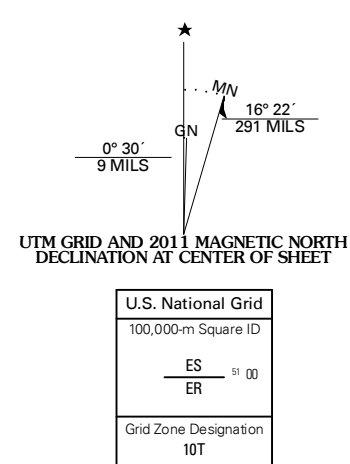 ★
MN
16° 22´
291 MILS
GN
0° 30´
9 MILS
UTM GRID AND 2011 MAGNETIC NORTH
DECLINATION AT CENTER OF SHEET
U.S. National Grid
100,000-m Square ID
ES
51 00
ER
Grid Zone Designation
10T